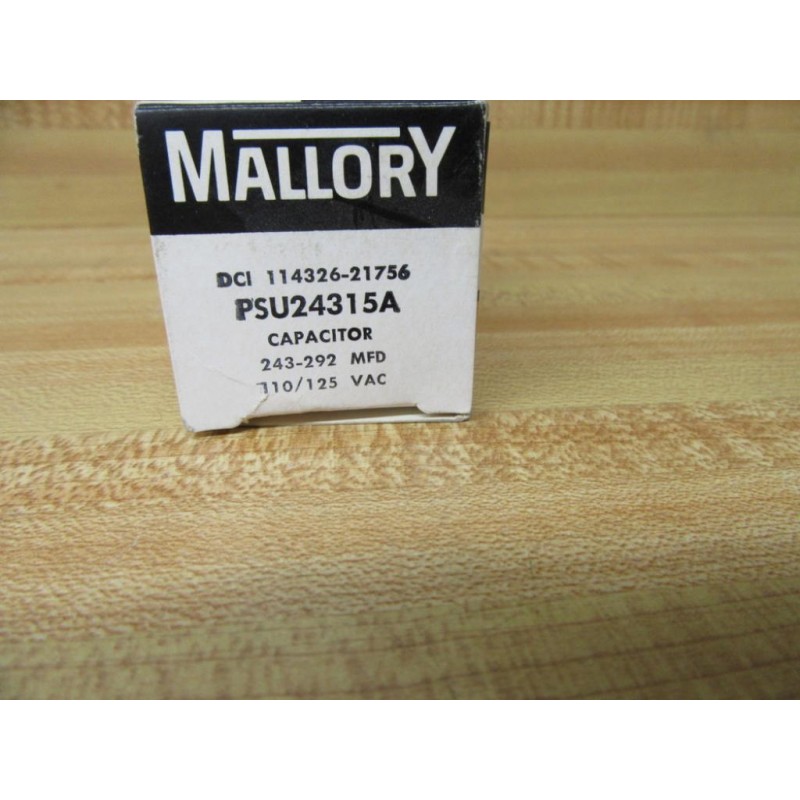 MALLORY
DCI 114326-21756
PSU24315A
CAPACITOR
243-292 MFD
110/125 VAC